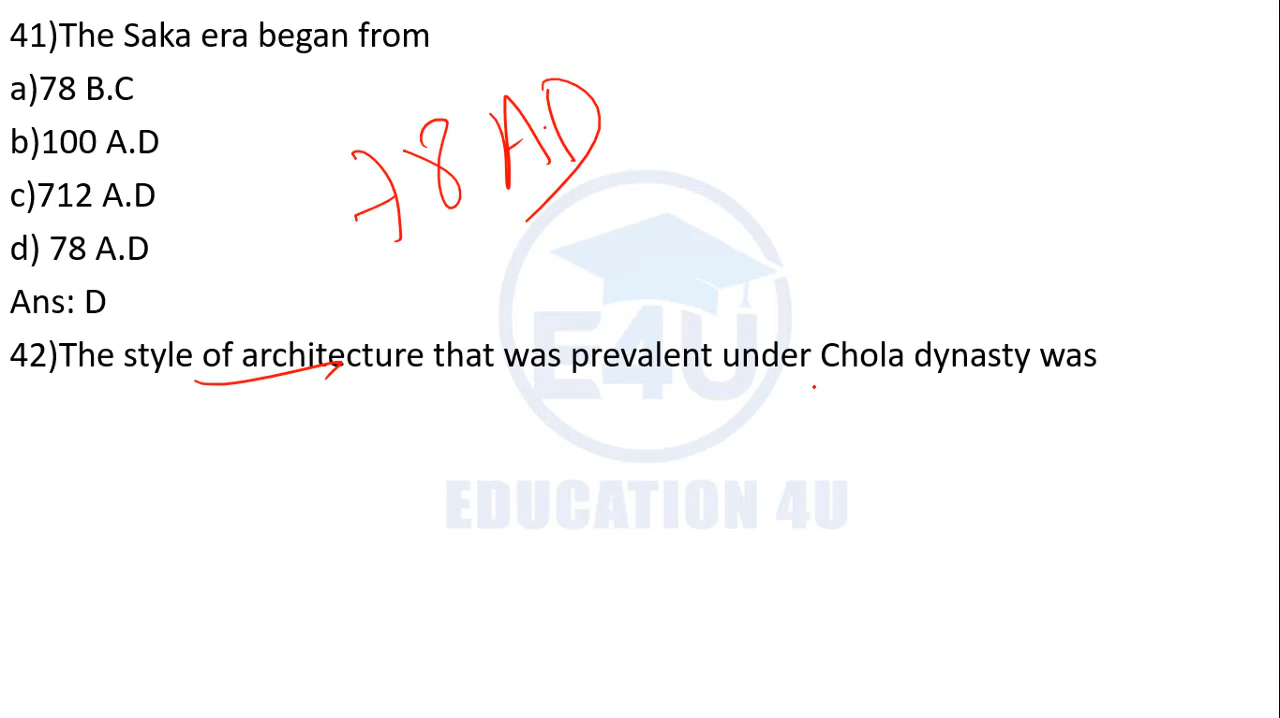 41)The Saka era began from
a)78 B.C
78 A.D
b)100 A.D
c)712 A.D
d) 78 A.D
Ans: D
42)The style of architecture that was prevalent under Chola dynasty was
E4U
EDUCATION 4U